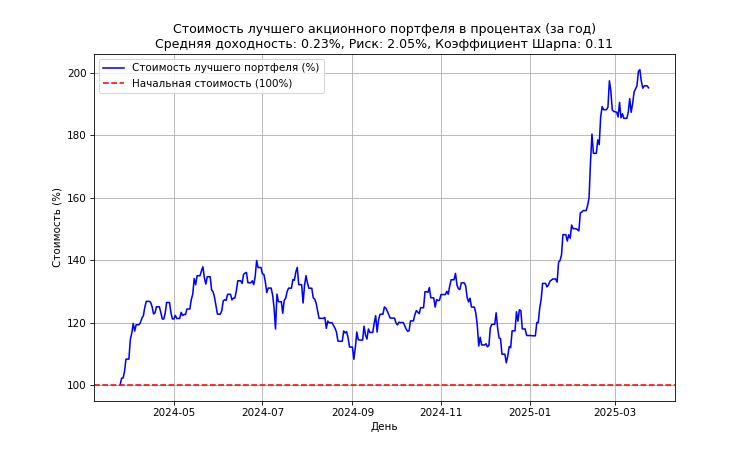 Стоимость лучшего акционного портфеля в процентах (за год)
Средняя доходность: 0.23%, Риск: 2.05%, Коэффициент Шарпа: 0.11
Стоимость лучшего портфеля (%)
Начальная стоимость (100%)
Стоимость (%)
200
180
160
140
120
100
2024-05
2024-07
2024-09
2024-11
2025-01
2025-03
День